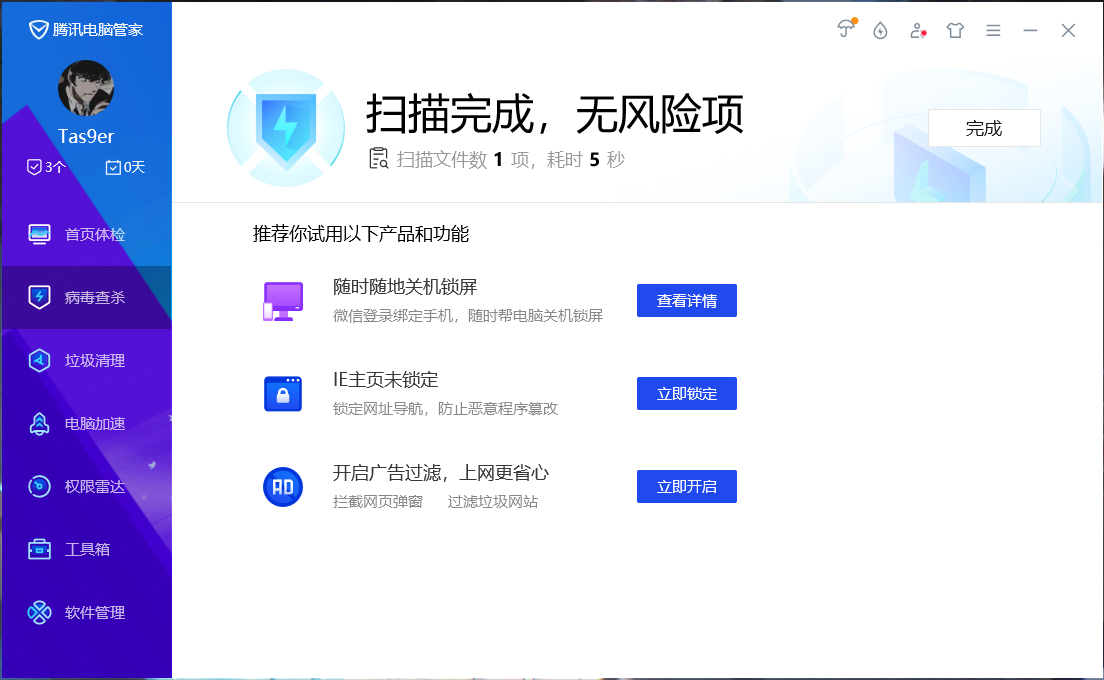 腾讯电脑管家
Tas9er
3个 0天
首页体检
病毒查杀
垃圾清理
电脑加速
权限雷达
工具箱
软件管理
扫描完成，无风险项
扫描文件数 1 项，耗时 5 秒
完成
推荐你试用以下产品和功能
随时随地关机锁屏
微信登录绑定手机，随时帮电脑关机锁屏
查看详情
IE主页未锁定
锁定网址导航，防止恶意程序篡改
立即锁定
AD
开启广告过滤，上网更省心
拦截网页弹窗 过滤垃圾网站
立即开启